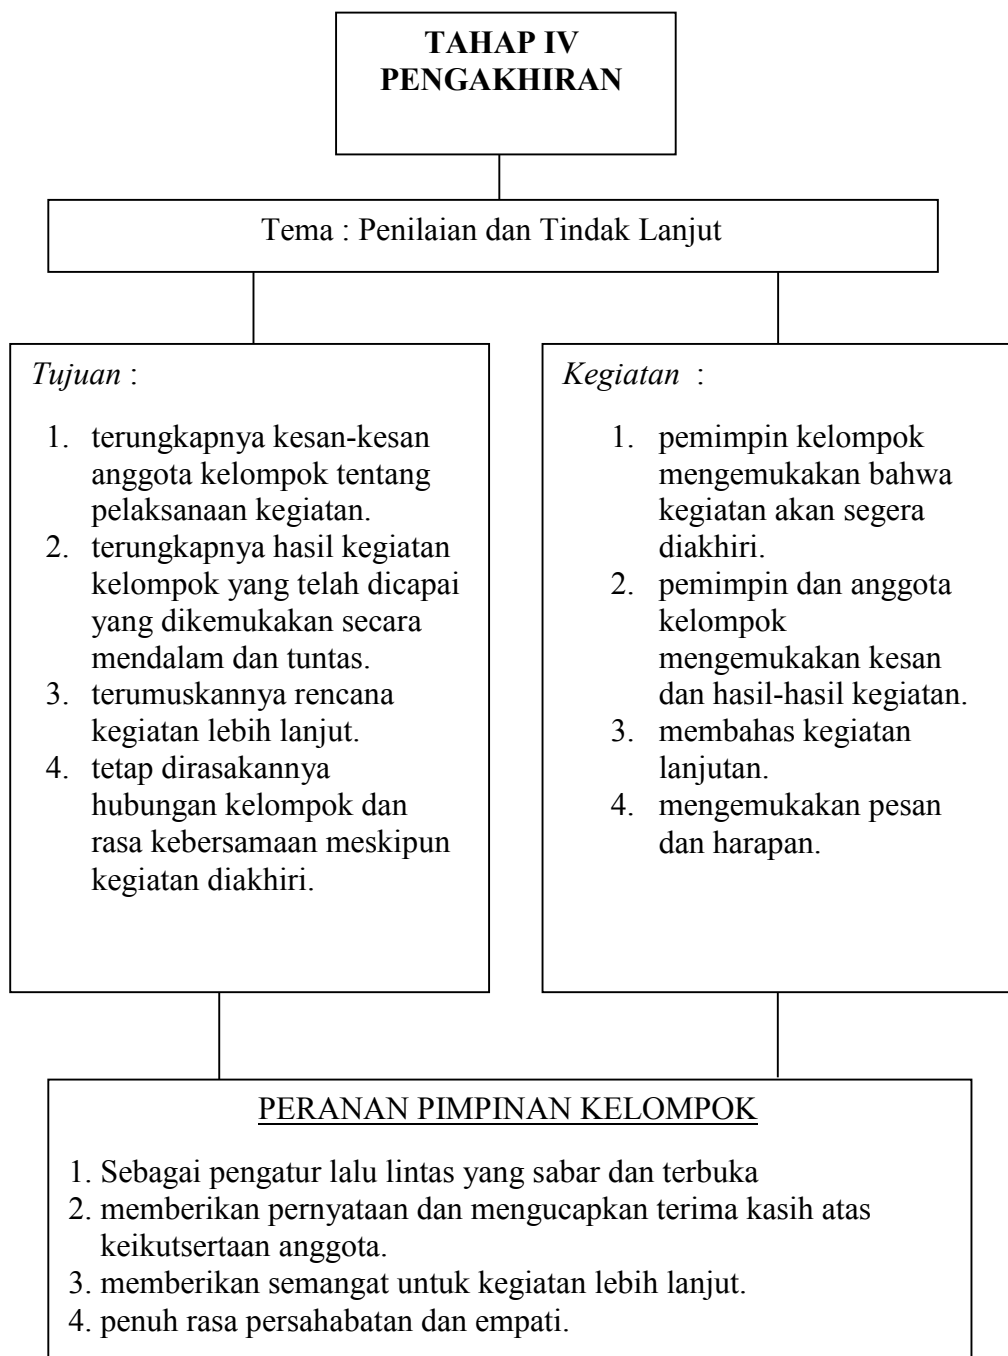 TAHAP IV
PENGAKHIRAN
Tema : Penilaian dan Tindak Lanjut
Tujuan :
1. terungkapnya kesan-kesan
anggota kelompok tentang
pelaksanaan kegiatan.
2. terungkapnya hasil kegiatan
kelompok yang telah dicapai
yang dikemukakan secara
mendalam dan tuntas.
3. terumuskannya rencana
kegiatan lebih lanjut.
4. tetap dirasakannya
hubungan kelompok dan
rasa kebersamaan meskipun
kegiatan diakhiri.
Kegiatan :
1. pemimpin kelompok
mengemukakan bahwa
kegiatan akan segera
diakhiri.
2. pemimpin dan anggota
kelompok
mengemukakan kesan
dan hasil-hasil kegiatan.
3. membahas kegiatan
lanjutan.
4. mengemukakan pesan
dan harapan.
PERANAN PIMPINAN KELOMPOK
1. Sebagai pengatur lalu lintas yang sabar dan terbuka
2. memberikan pernyataan dan mengucapkan terima kasih atas
keikutsertaan anggota.
3. memberikan semangat untuk kegiatan lebih lanjut.
4. penuh rasa persahabatan dan empati.